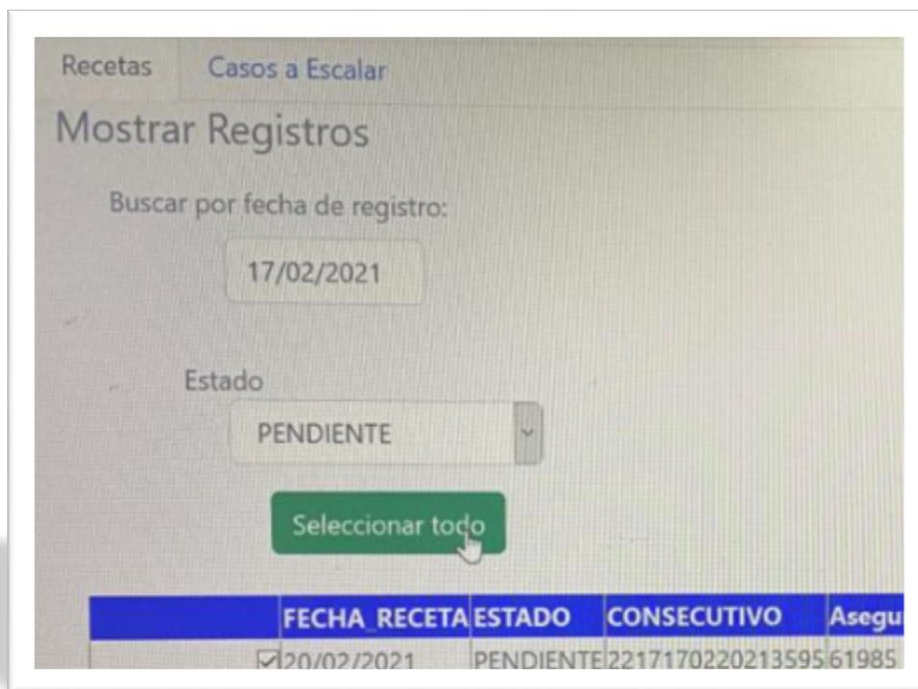 Recetas Casos a Escalar
Mostrar Registros
Buscar por fecha de registro:
17/02/2021
Estado
PENDIENTE
Seleccionar todo
FECHA_RECETA ESTADO CONSECUTIVO Asegu
20/02/2021 PENDIENTE 2217170220213595 61985